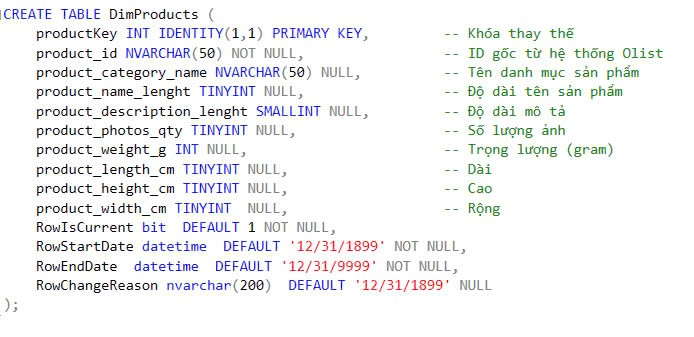 CREATE TABLE DimProducts (
productKey INT IDENTITY(1,1) PRIMARY KEY, -- Khóa thay thế
product_id NVARCHAR(50) NOT NULL, -- ID gốc từ hệ thống Olist
product_category_name NVARCHAR(50) NULL, -- Tên danh mục sản phẩm
product_name_lenght TINYINT NULL, -- Độ dài tên sản phẩm
product_description_lenght SMALLINT NULL, -- Độ dài mô tả
product_photos_qty TINYINT NULL, -- Số lượng ảnh
product_weight_g INT NULL, -- Trọng lượng (gram)
product_length_cm TINYINT NULL, -- Dài
product_height_cm TINYINT NULL, -- Cao
product_width_cm TINYINT  NULL, -- Rộng
RowIsCurrent bit  DEFAULT 1 NOT NULL,
RowStartDate datetime  DEFAULT '12/31/1899' NOT NULL,
RowEndDate  datetime  DEFAULT '12/31/9999' NOT NULL,
RowChangeReason nvarchar(200)  DEFAULT '12/31/1899' NULL
);